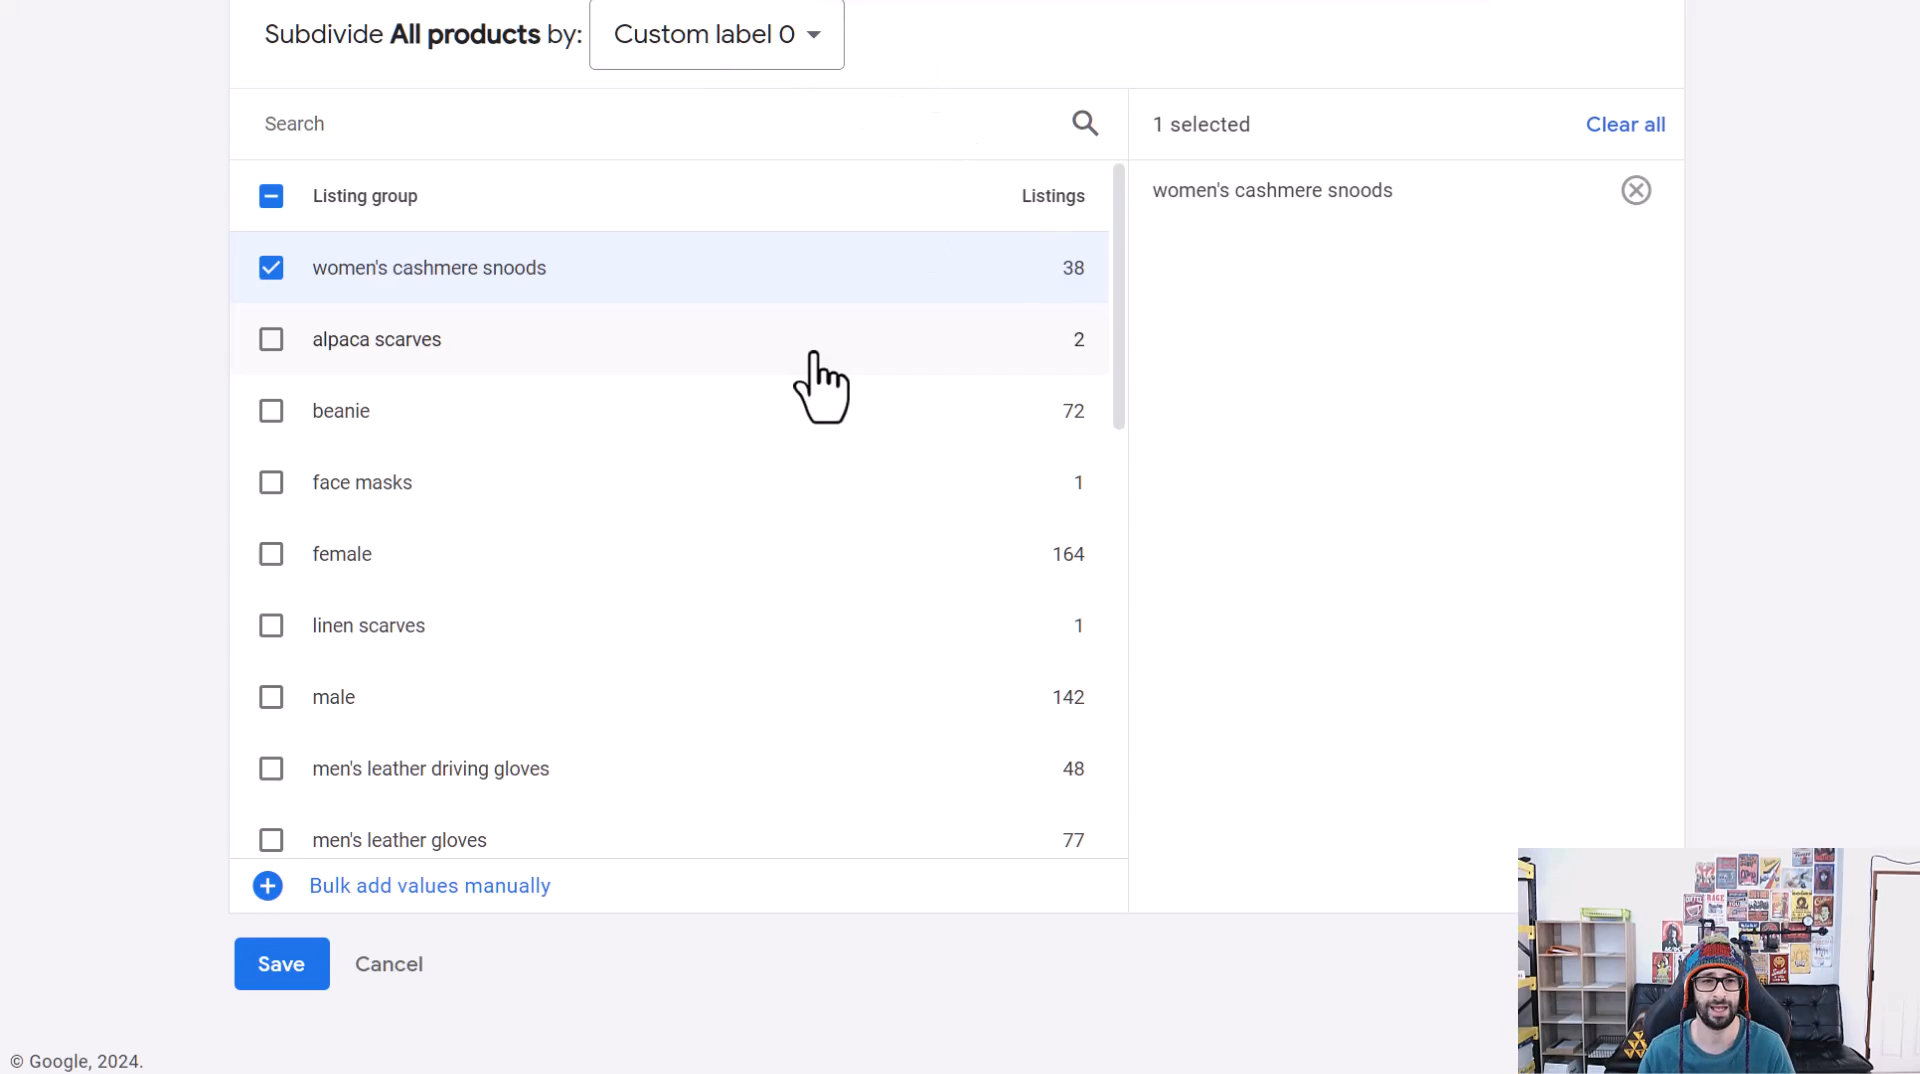 Subdivide All products by: Custom label 0
Search
1 selected
Clear all
Listing group Listings
women's cashmere snoods
women's cashmere snoods 38
alpaca scarves 2
beanie 72
face masks 1
female 164
linen scarves 1
male 142
men's leather driving gloves 48
men's leather gloves 77
Bulk add values manually
Save Cancel
© Google, 2024.